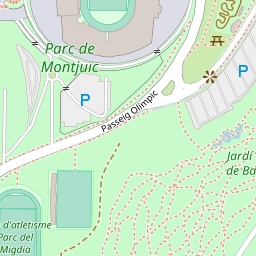 Parc de
Montjuïc
P
P
Passeig Olímpic
Jardí
de Ba
d'atletisme
Parc del
Migdia